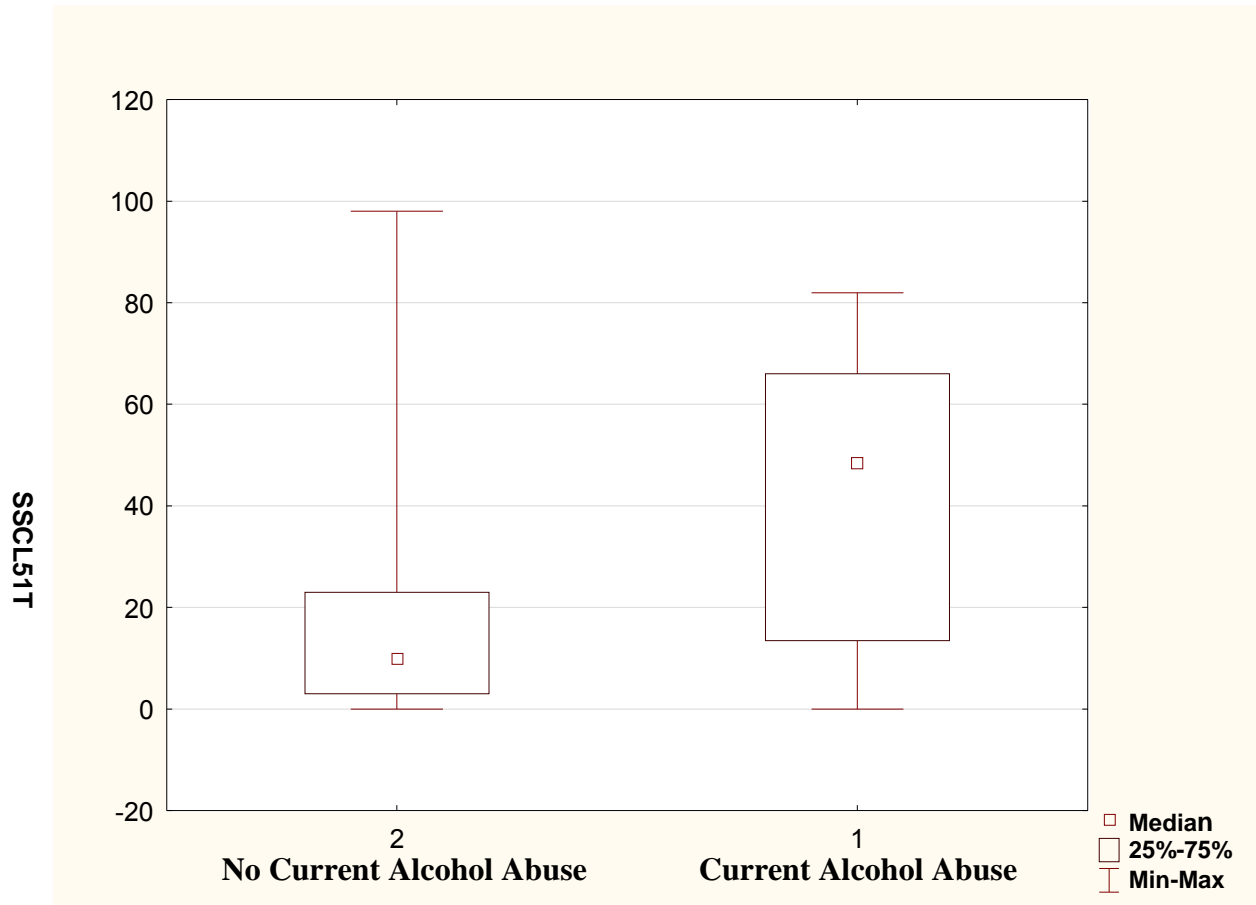 120
100
80
60
40
20
0
-20
SSCL51T
2
1
No Current Alcohol Abuse
Current Alcohol Abuse
Median
25%-75%
Min-Max